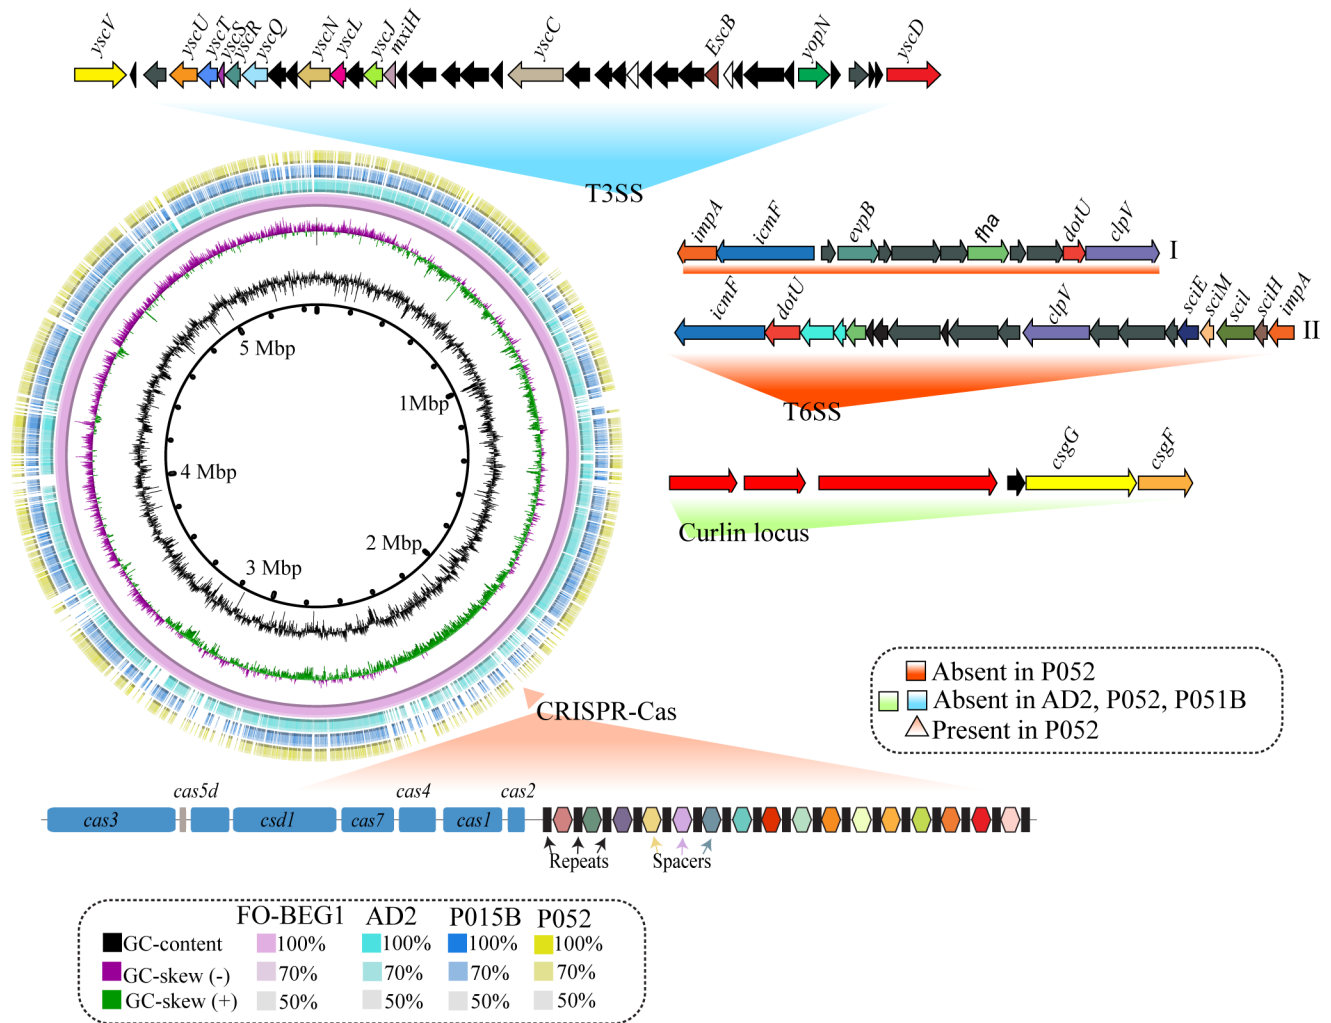 yscV
yscU
yscT
yscS
yscR
yscQ
yscN
yscL
yscJ
mxiH
yscC
EscB
yopN
yscD
T3SS
impA
icmF
evpB
fha
dotU
clpV
I
icmF
dotU
clpV
sciE
sciM
sciI
sciH
impA
II
T6SS
5 Mbp
1Mbp
4 Mbp
2 Mbp
3 Mbp
csgG
csgF
Curlin locus
Absent in P052
Absent in AD2, P052, P051B
Present in P052
CRISPR-Cas
cas5d
cas4
cas2
cas3
csd1
cas7
cas1
Repeats
Spacers
FO-BEG1 AD2 P015B P052
GC-content 100% 100% 100% 100%
GC-skew (-) 70% 70% 70% 70%
GC-skew (+) 50% 50% 50% 50%